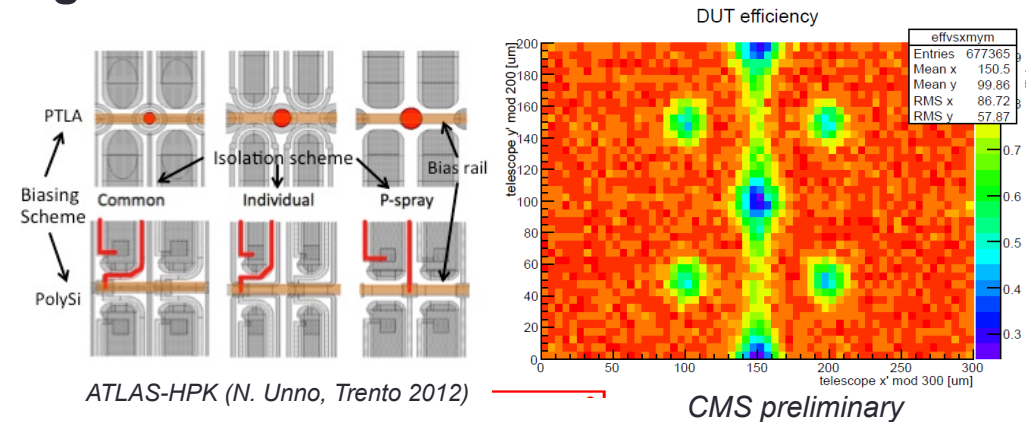 DUT efficiency
effvsxmym
Entries 677365
Mean x 150.5
Mean y 99.86
RMS x 86.72
RMS y 57.87
PTLA
Isolation scheme
Bias rail
Biasing
Scheme
Common
Individual
P-spray
PolySi
ATLAS-HPK (N. Unno, Trento 2012)
telescope y' mod 200 [um]
200
180
160
140
120
100
80
60
40
20
0
0 50 100 150 200 250 300
telescope x' mod 300 [um]
0.7
0.6
0.5
0.4
0.3
CMS preliminary